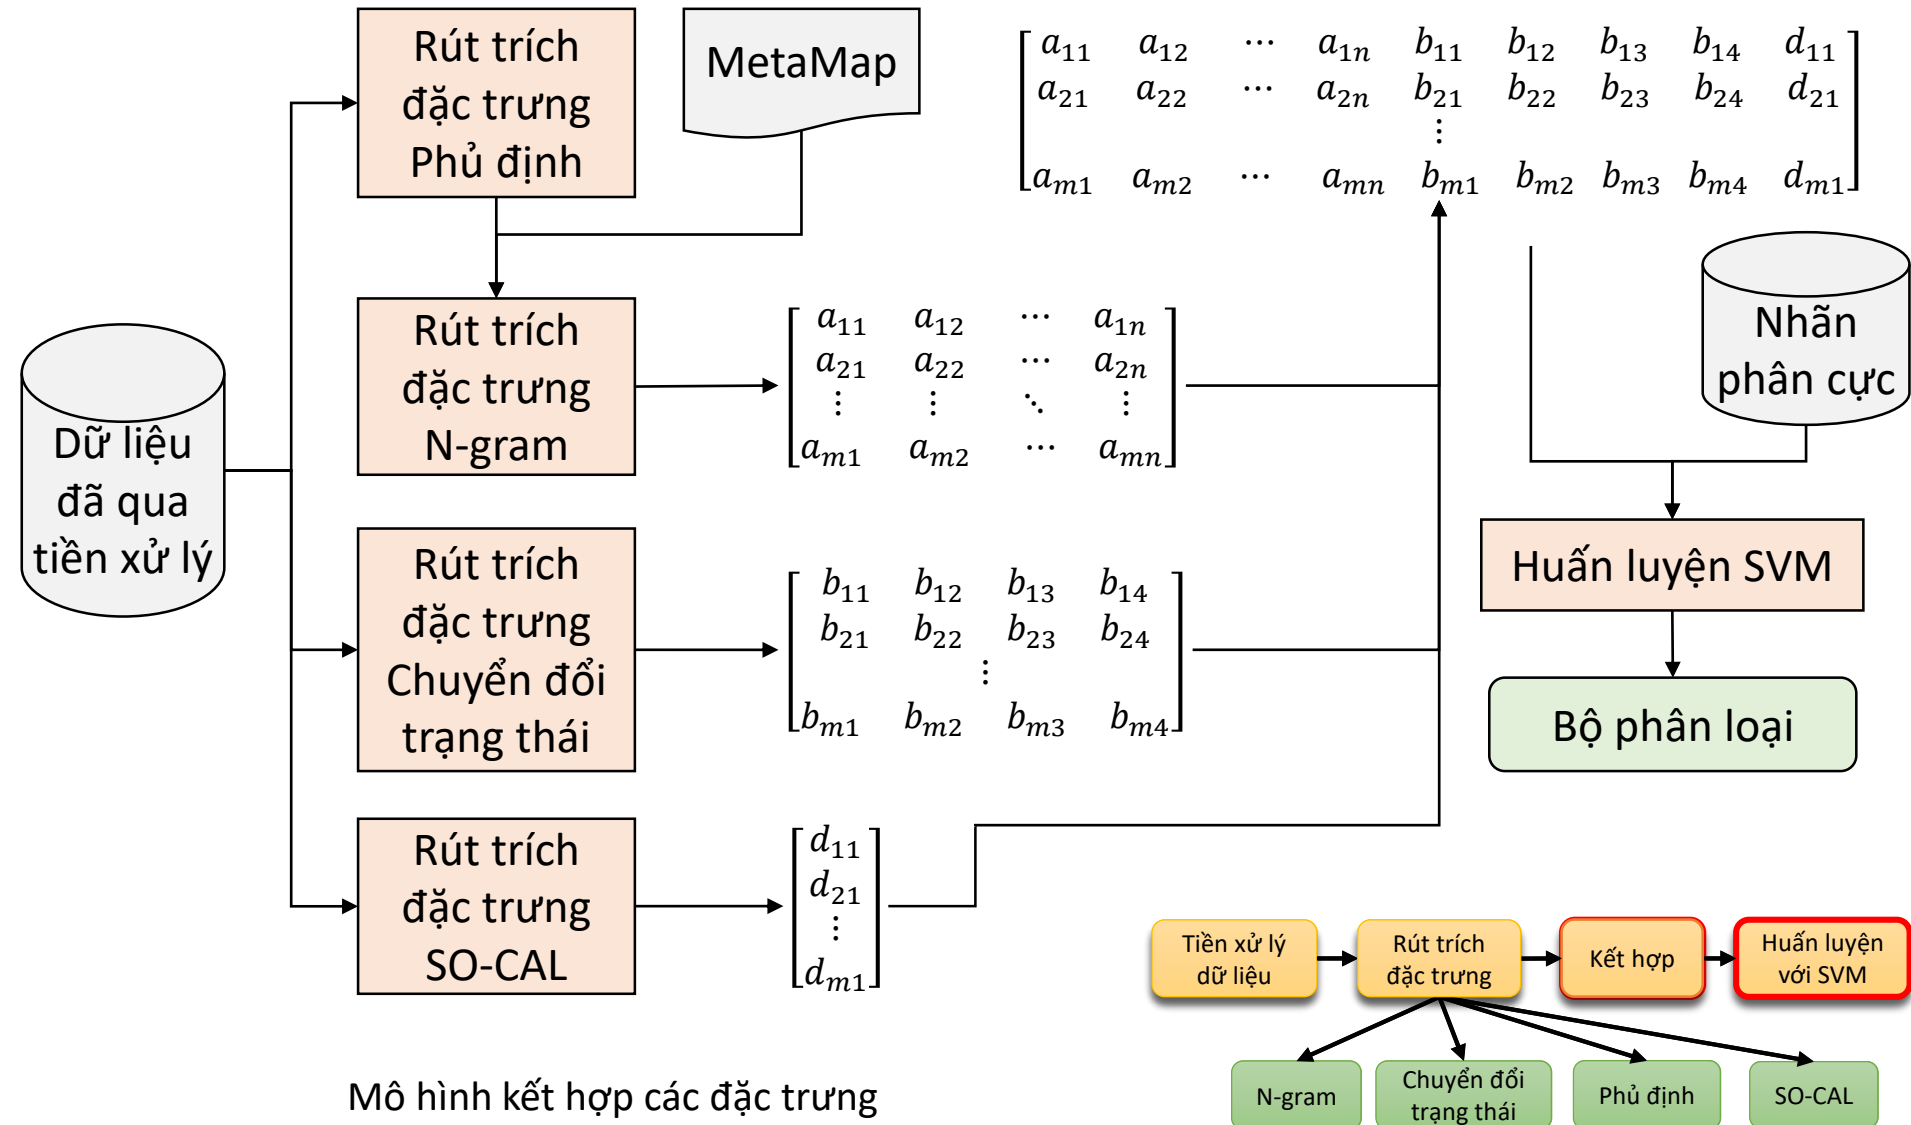 Rút trích
đặc trưng
Phủ định
MetaMap
a₁₁ a₁₂ ⋯ a₁ₙ b₁₁ b₁₂ b₁₃ b₁₄ d₁₁
a₂₁ a₂₂ ⋯ a₂ₙ b₂₁ b₂₂ b₂₃ b₂₄ d₂₁
⋮
aₘ₁ aₘ₂ ⋯ aₘₙ bₘ₁ bₘ₂ bₘ₃ bₘ₄ dₘ₁
Dữ liệu
đã qua
tiền xử lý
Rút trích
đặc trưng
N-gram
a₁₁ a₁₂ ⋯ a₁ₙ
a₂₁ a₂₂ ⋯ a₂ₙ
⋮ ⋮ ⋱ ⋮
aₘ₁ aₘ₂ ⋯ aₘₙ
Nhãn
phân cực
Rút trích
đặc trưng
Chuyển đổi
trạng thái
b₁₁ b₁₂ b₁₃ b₁₄
b₂₁ b₂₂ b₂₃ b₂₄
⋮
bₘ₁ bₘ₂ bₘ₃ bₘ₄
Huấn luyện SVM
Bộ phân loại
Rút trích
đặc trưng
SO-CAL
d₁₁
d₂₁
⋮
dₘ₁
Tiền xử lý
dữ liệu
Rút trích
đặc trưng
Kết hợp
Huấn luyện
với SVM
N-gram
Chuyển đổi
trạng thái
Phủ định
SO-CAL
Mô hình kết hợp các đặc trưng